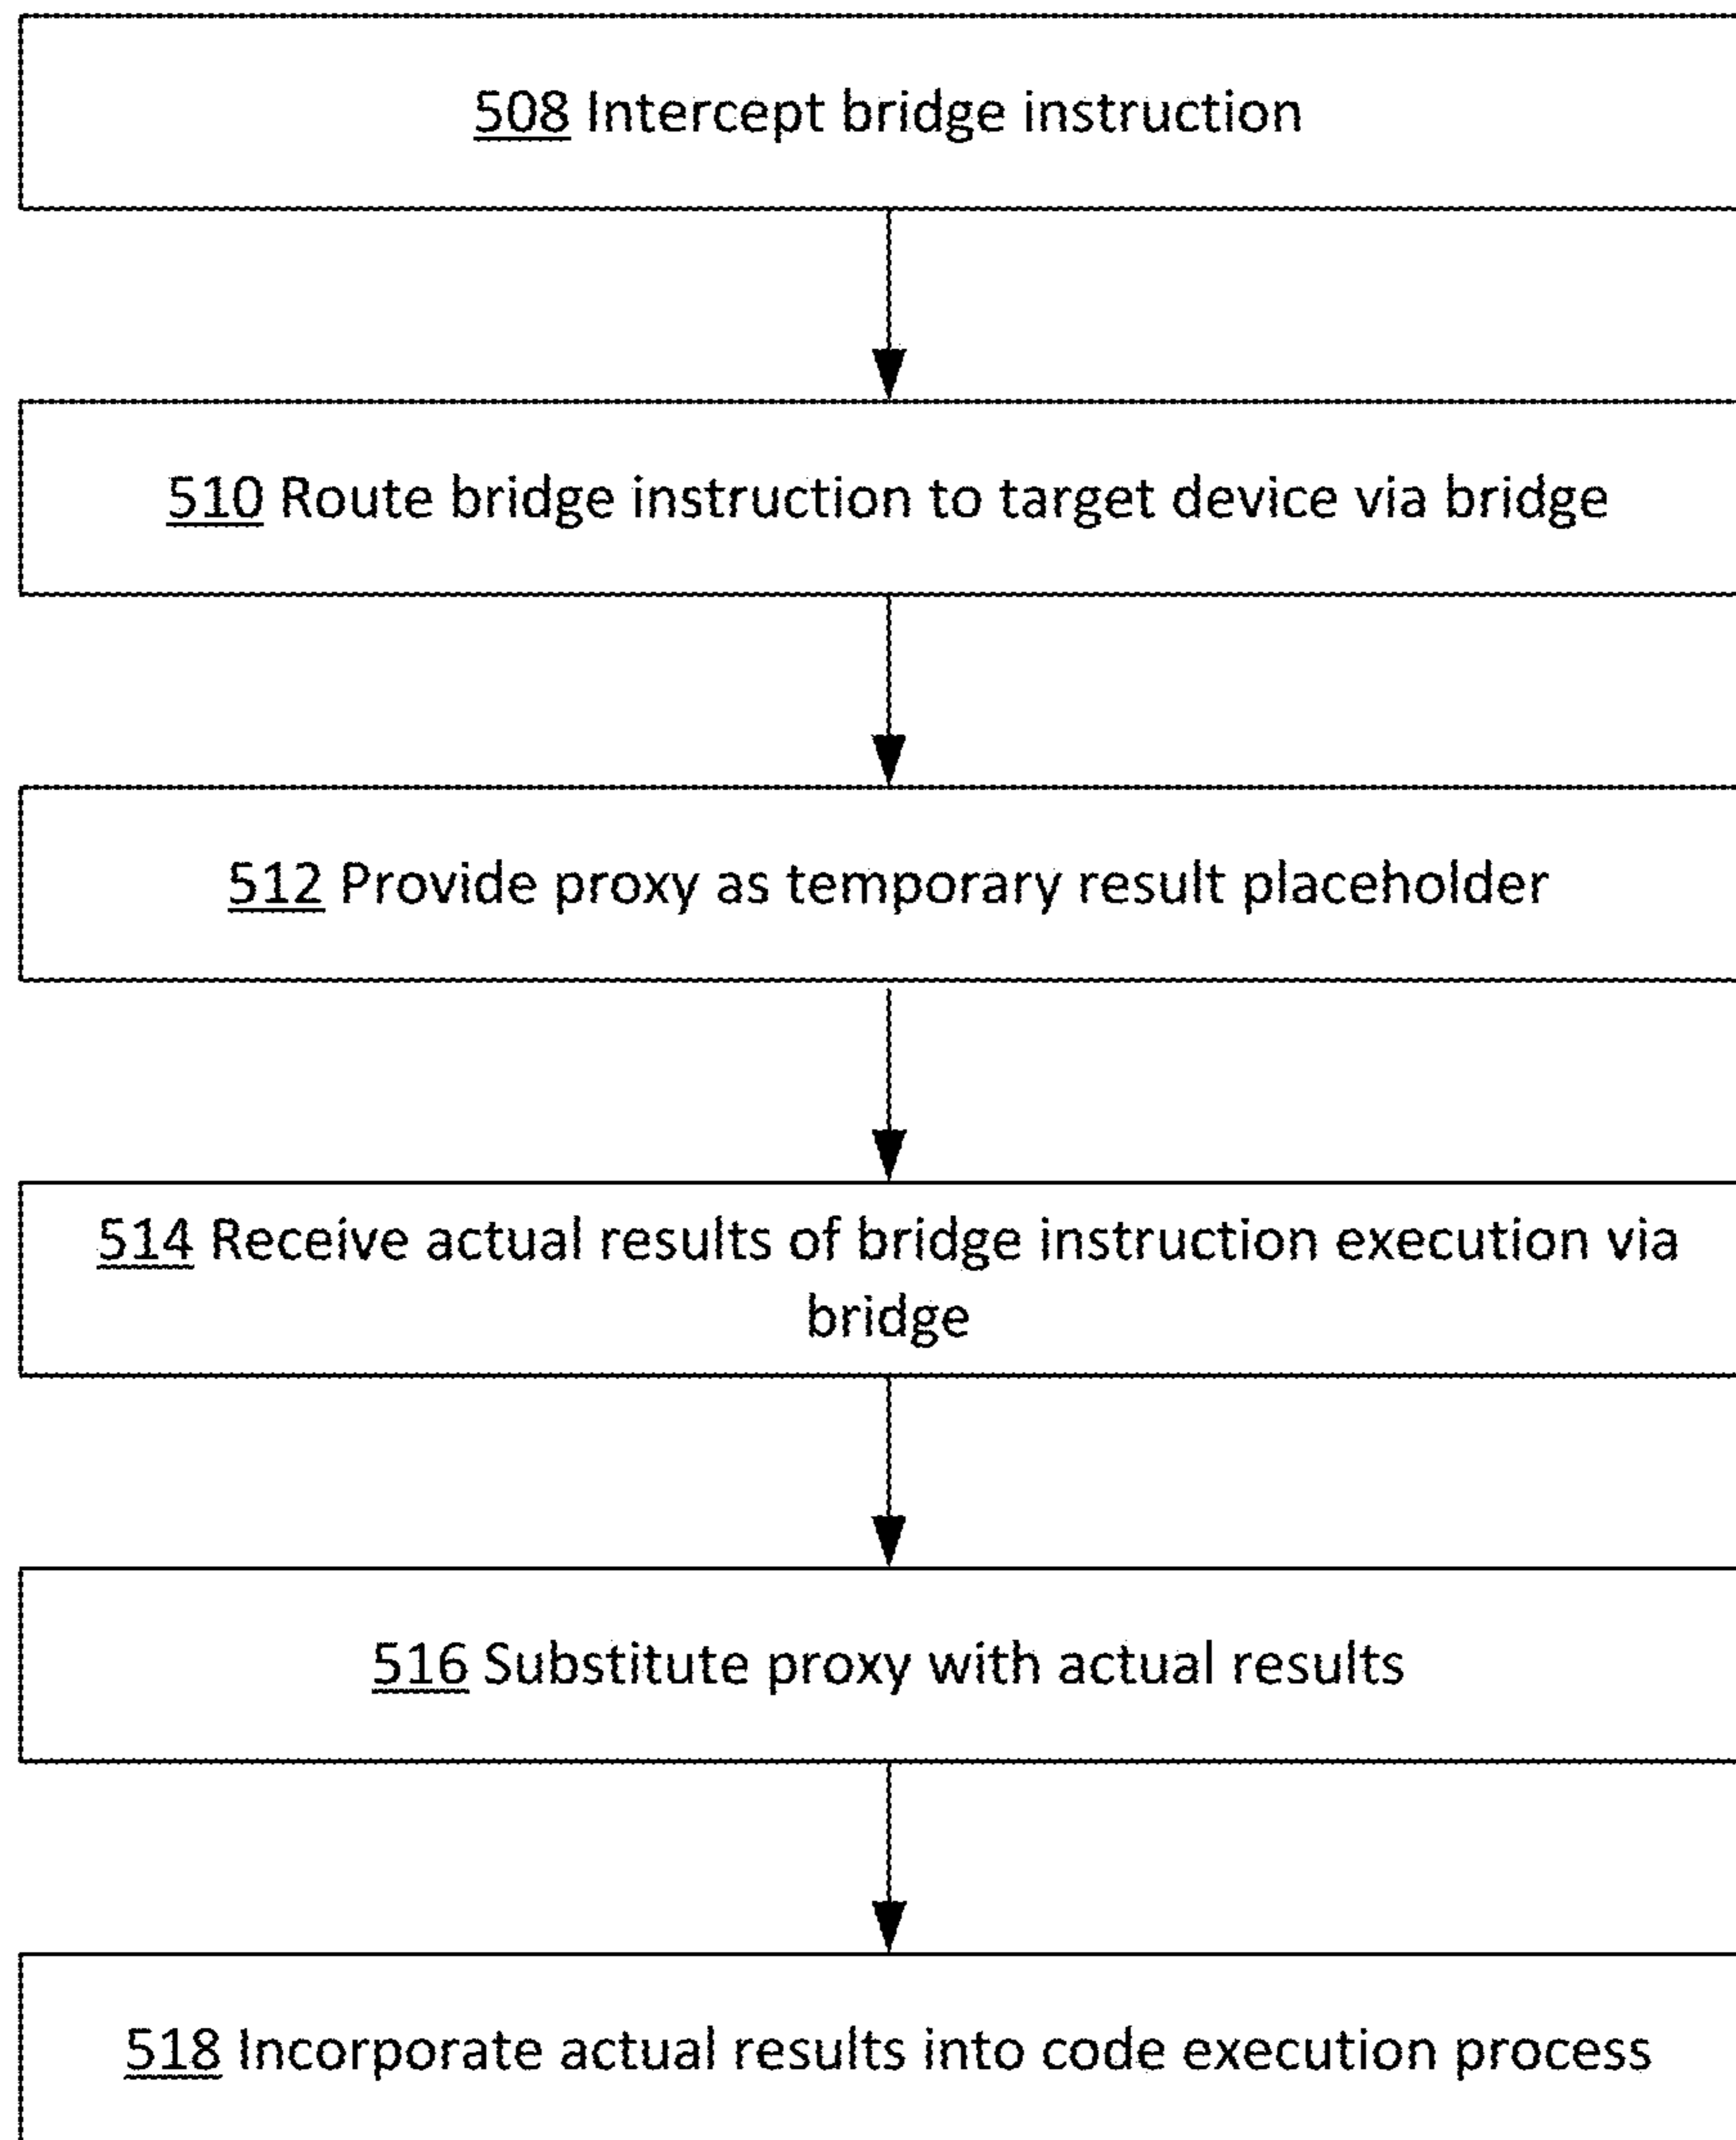 508 Intercept bridge instruction
510 Route bridge instruction to target device via bridge
512 Provide proxy as temporary result placeholder
514 Receive actual results of bridge instruction execution via
bridge
516 Substitute proxy with actual results
518 Incorporate actual results into code execution process